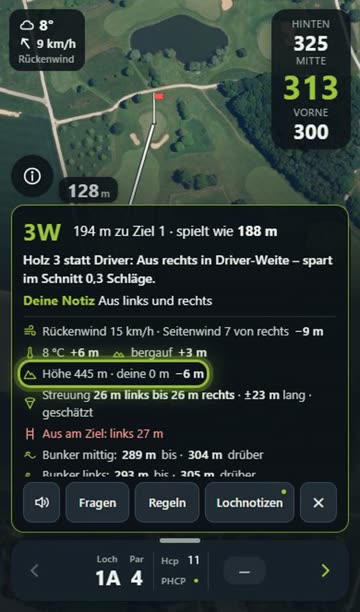 8°
9 km/h
Rückenwind
HINTEN
325
MITTE
313
VORNE
300
128 m
3W 194 m zu Ziel 1 · spielt wie 188 m
Holz 3 statt Driver: Aus rechts in Driver-Weite – spart
im Schnitt 0,3 Schläge.
Deine Notiz Aus links und rechts
Rückenwind 15 km/h · Seitenwind 7 von rechts −9 m
8 °C +6 m bergauf +3 m
Höhe 445 m · deine 0 m −6 m
Streuung 26 m links bis 26 m rechts · ±23 m lang ·
geschätzt
Aus am Ziel: links 27 m
Bunker mittig: 289 m bis · 304 m drüber
Bunker links: 293 m bis · 305 m drüber
Fragen
Regeln
Lochnotizen
Loch Par
1A 4
Hcp 11
PHCP